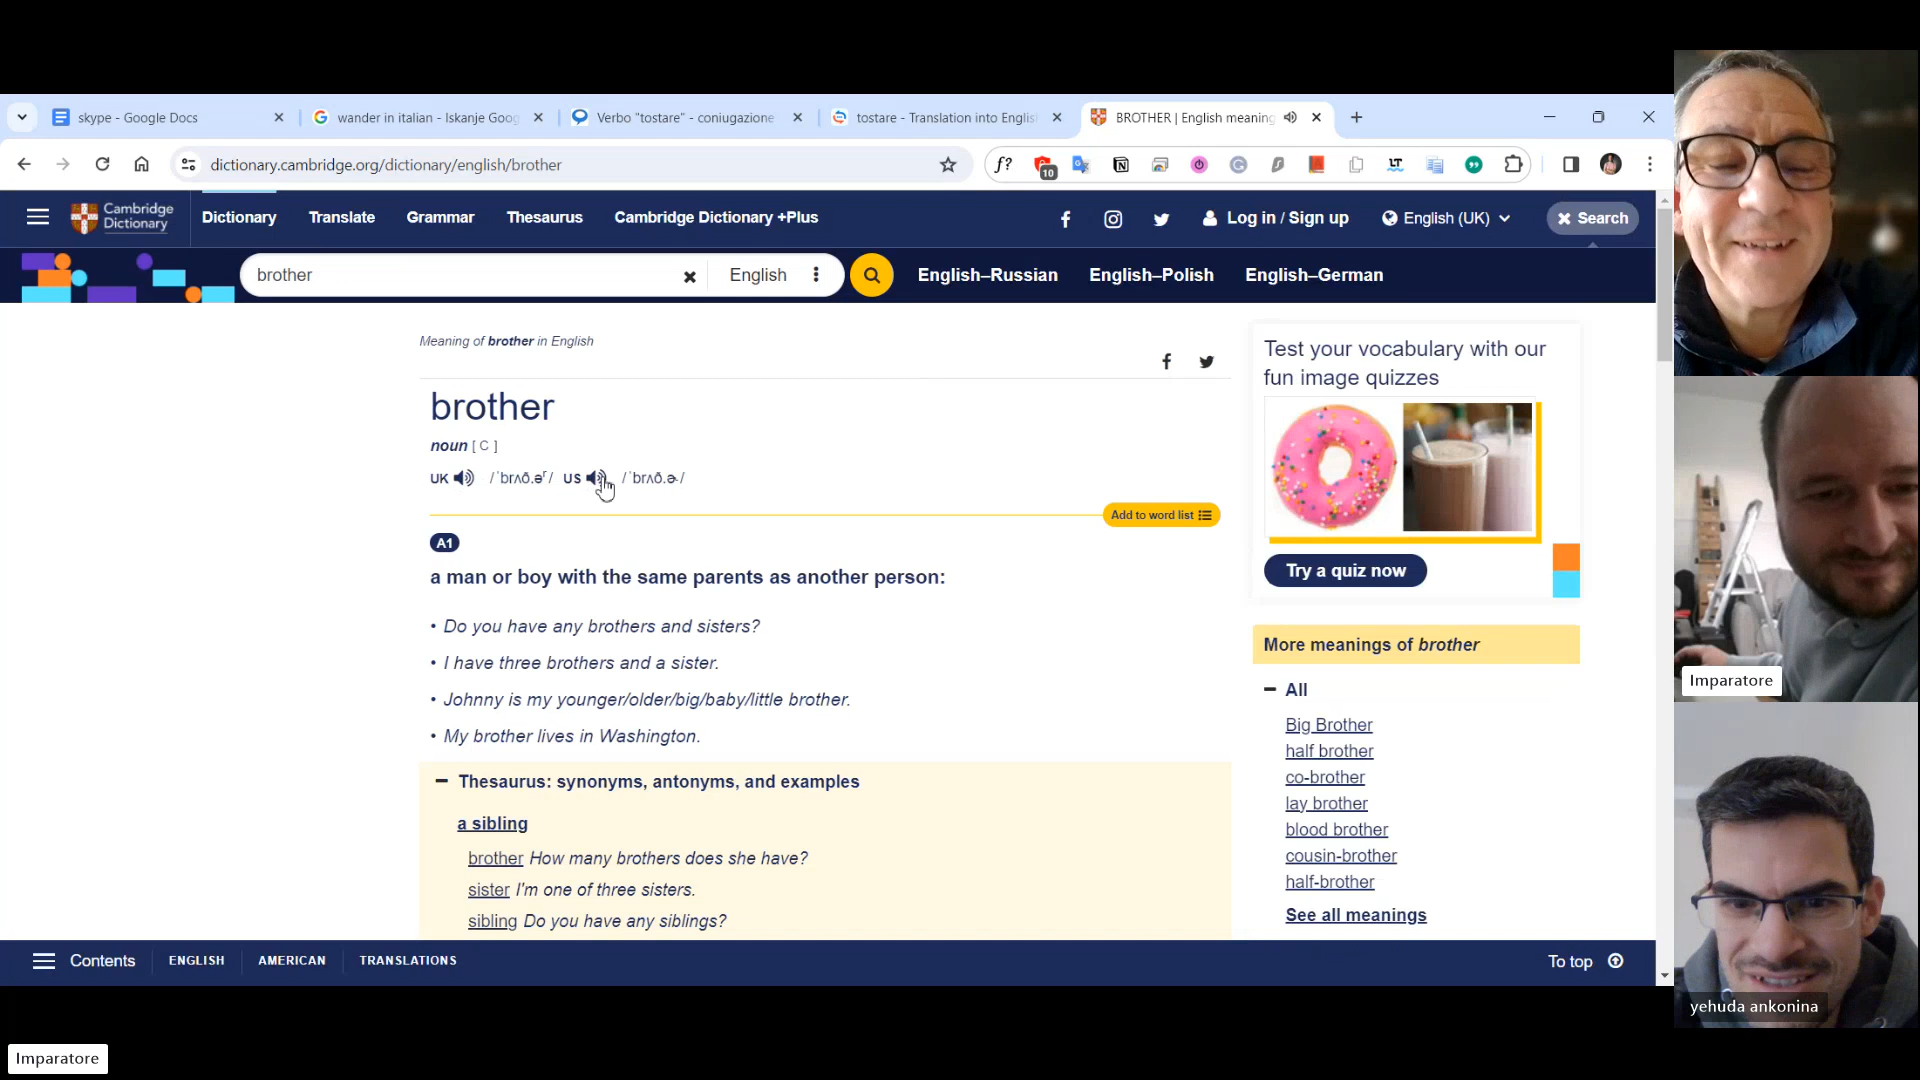 skype - Google Docs
wander in italian - Iskanje Goog
Verbo "tostare" - coniugazione
tostare - Translation into Englis
BROTHER | English meaning
dictionary.cambridge.org/dictionary/english/brother
10
Cambridge
Dictionary
Dictionary
Translate
Grammar
Thesaurus
Cambridge Dictionary +Plus
Log in / Sign up
English (UK)
Search
brother
English
English–Russian
English–Polish
English–German
Meaning of brother in English
brother
noun [ C ]
UK /ˈbrʌð.əʳ/ US /ˈbrʌð.ɚ/
Add to word list
A1
a man or boy with the same parents as another person:
• Do you have any brothers and sisters?
• I have three brothers and a sister.
• Johnny is my younger/older/big/baby/little brother.
• My brother lives in Washington.
Thesaurus: synonyms, antonyms, and examples
a sibling
brother How many brothers does she have?
sister I'm one of three sisters.
sibling Do you have any siblings?
Test your vocabulary with our
fun image quizzes
Try a quiz now
More meanings of brother
All
Big Brother
half brother
co-brother
lay brother
blood brother
cousin-brother
half-brother
See all meanings
Contents
ENGLISH
AMERICAN
TRANSLATIONS
To top
Imparatore
yehuda ankonina
Imparatore